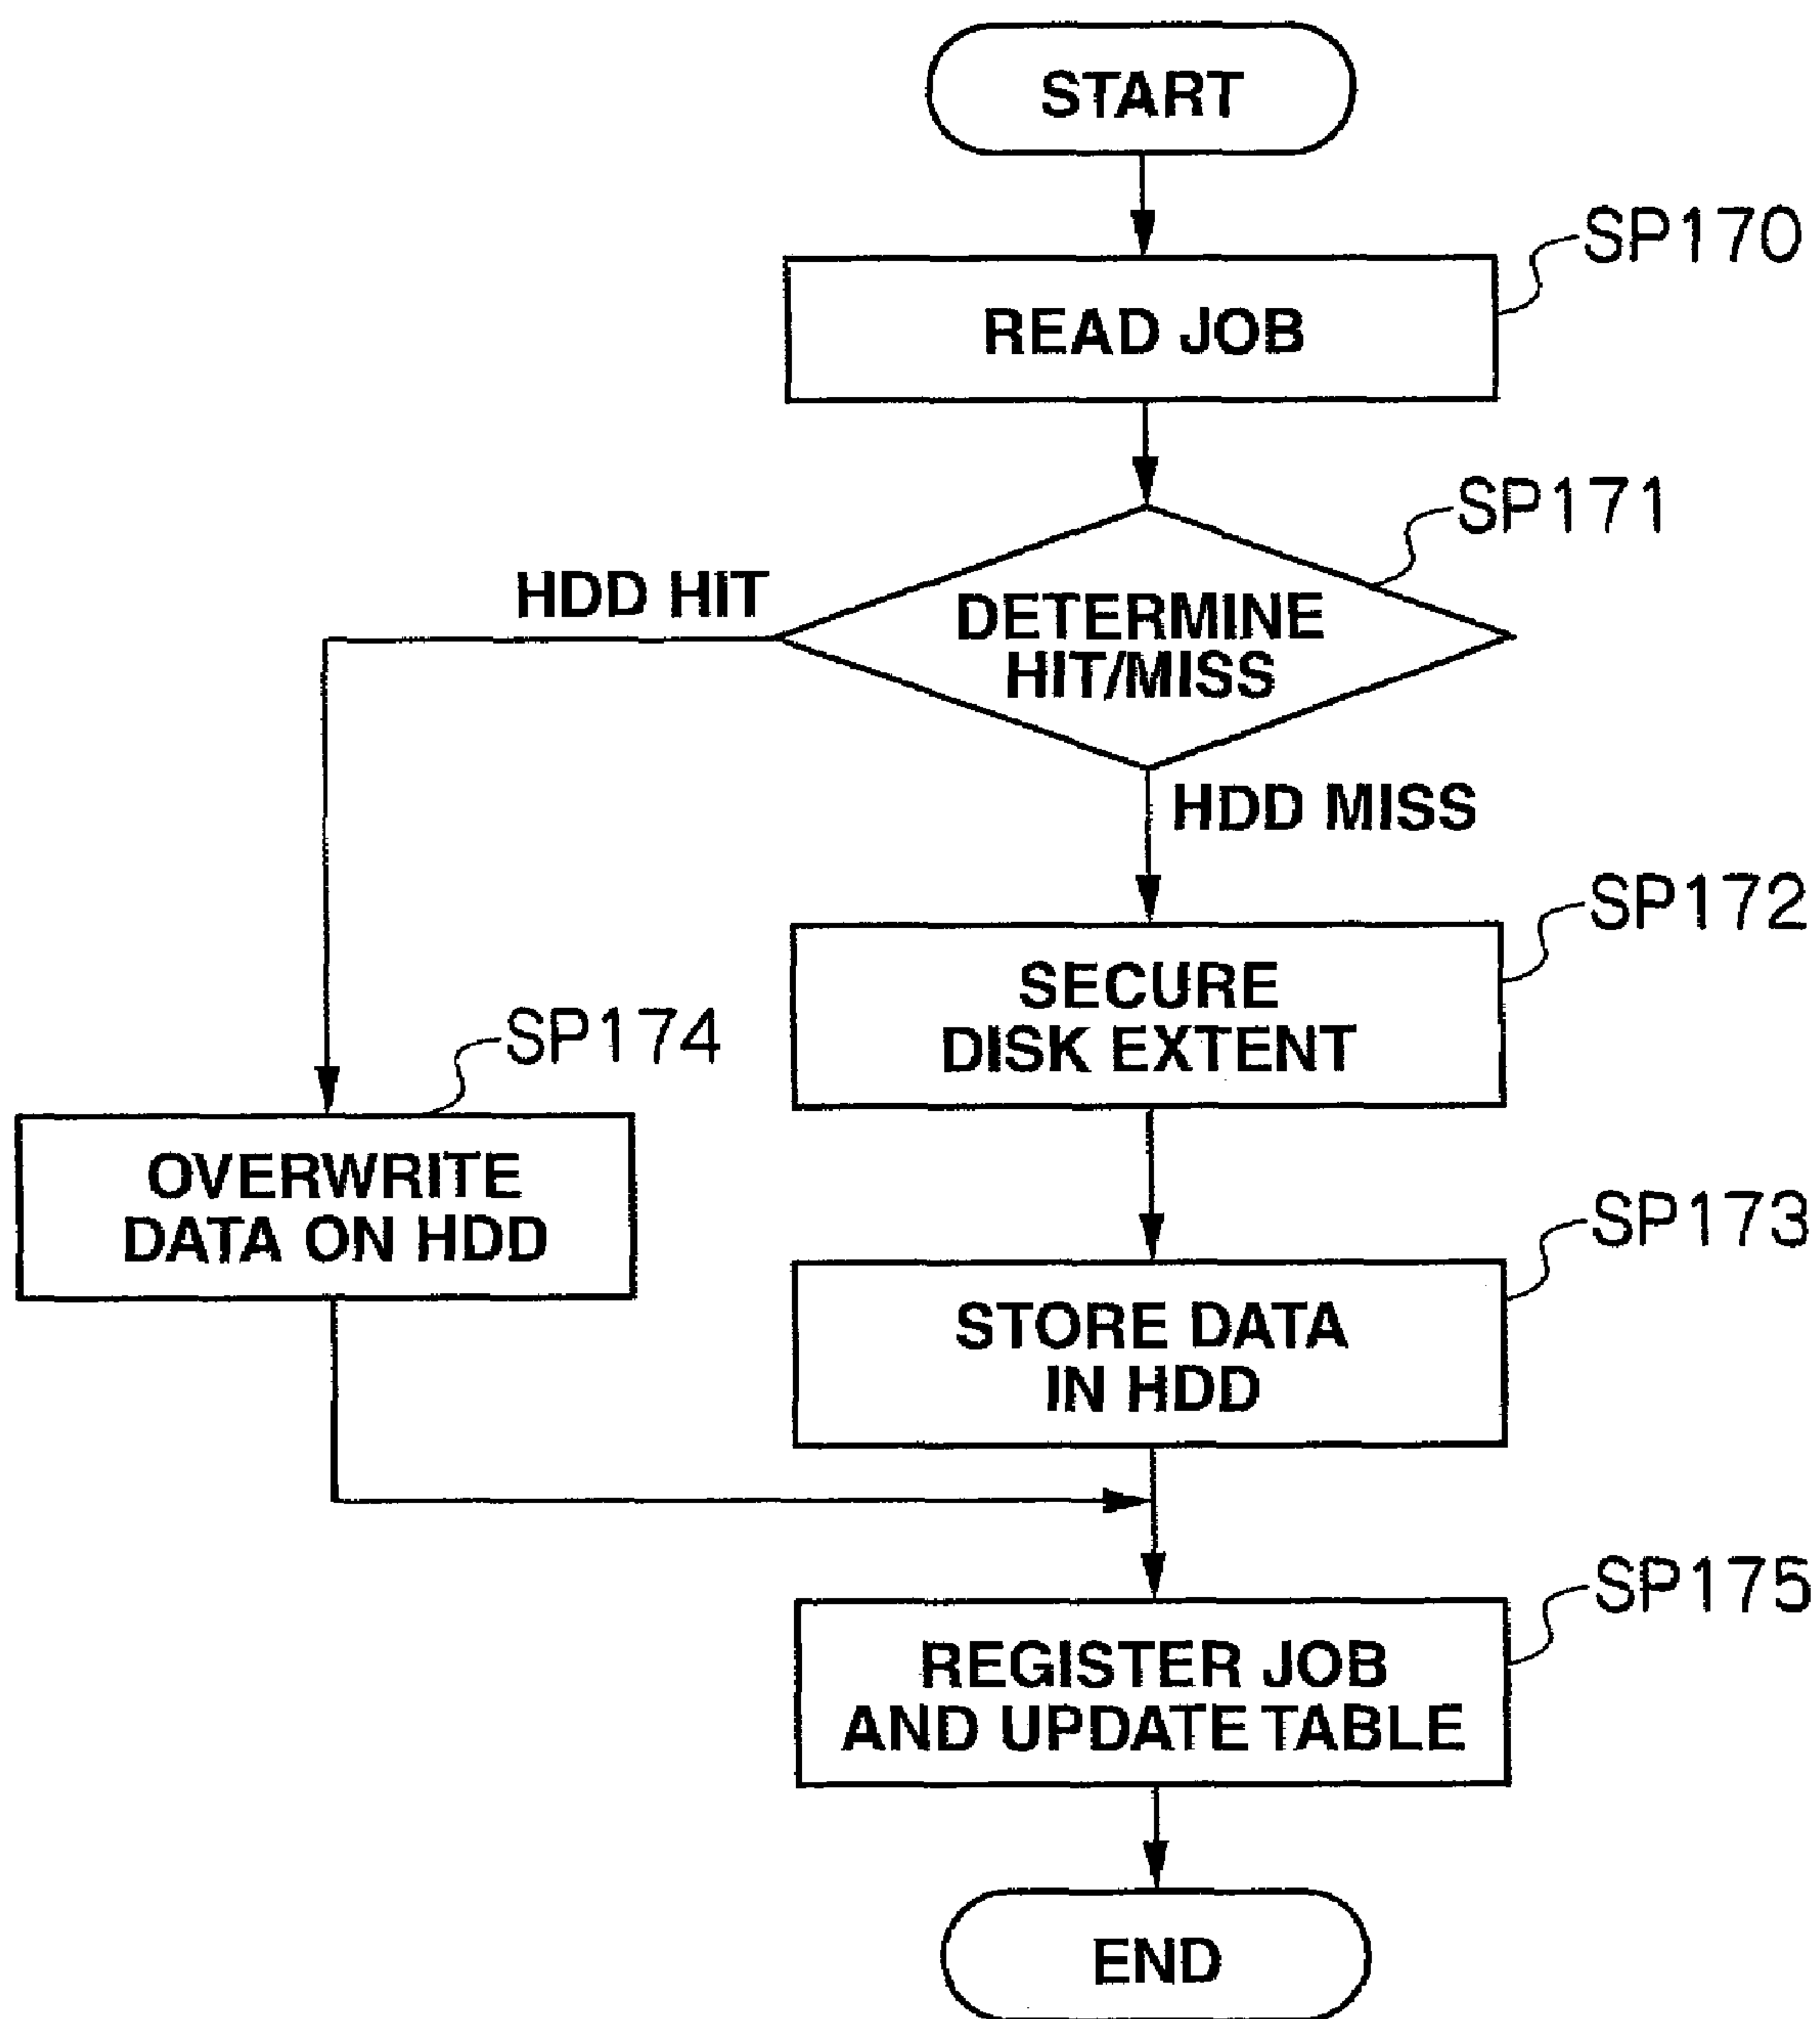 START
SP170
READ JOB
SP171
HDD HIT
DETERMINE
HIT/MISS
HDD MISS
SP172
SECURE
DISK EXTENT
SP174
OVERWRITE
DATA ON HDD
SP173
STORE DATA
IN HDD
SP175
REGISTER JOB
AND UPDATE TABLE
END